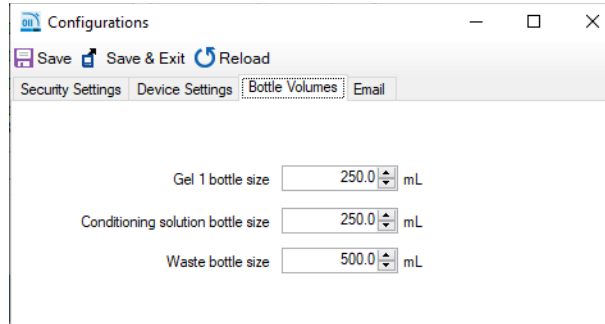 Configurations
Save Save & Exit Reload
Security Settings Device Settings Bottle Volumes Email
Gel 1 bottle size 250.0 mL
Conditioning solution bottle size 250.0 mL
Waste bottle size 500.0 mL